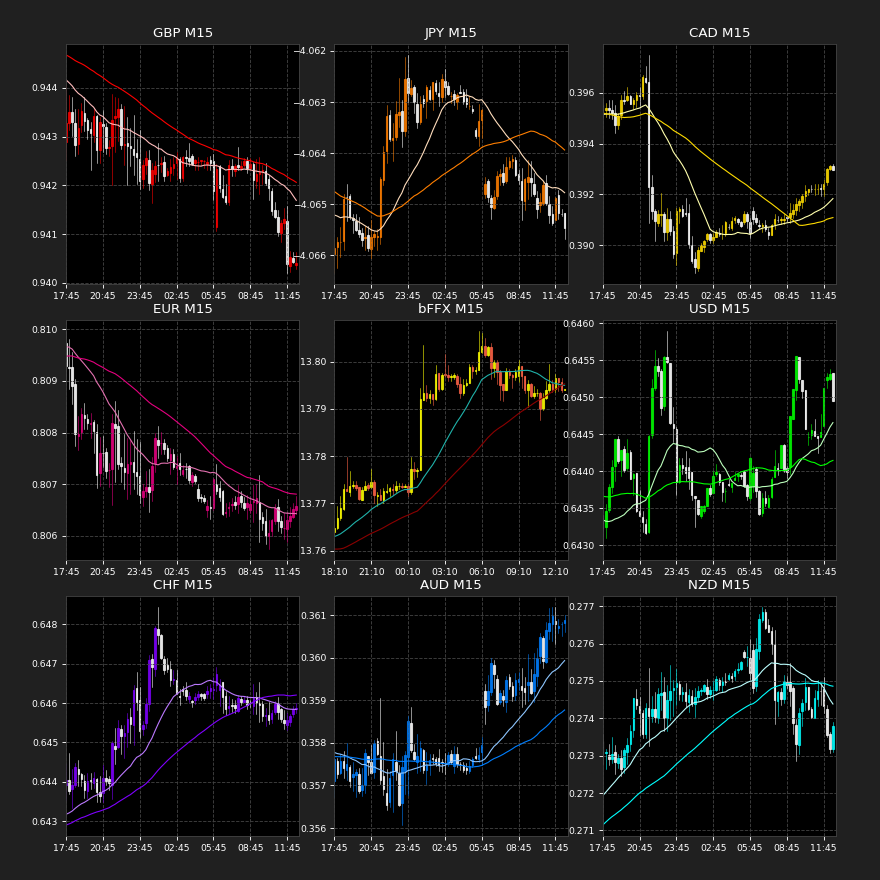 GBP M15
JPY M15
CAD M15
0.944
0.943
0.942
0.941
0.940
−4.062
−4.063
−4.064
−4.065
−4.066
0.396
0.394
0.392
0.390
17:45 20:45 23:45 02:45 05:45 08:45 11:45
17:45 20:45 23:45 02:45 05:45 08:45 11:45
17:45 20:45 23:45 02:45 05:45 08:45 11:45
EUR M15
bFFX M15
USD M15
0.810
0.809
0.808
0.807
0.806
13.80
13.79
13.78
13.77
13.76
0.6460
0.6455
0.6450
0.6445
0.6440
0.6435
0.6430
17:45 20:45 23:45 02:45 05:45 08:45 11:45
18:10 21:10 00:10 03:10 06:10 09:10 12:10
17:45 20:45 23:45 02:45 05:45 08:45 11:45
CHF M15
AUD M15
NZD M15
0.648
0.647
0.646
0.645
0.644
0.643
0.361
0.360
0.359
0.358
0.357
0.356
0.277
0.276
0.275
0.274
0.273
0.272
0.271
17:45 20:45 23:45 02:45 05:45 08:45 11:45
17:45 20:45 23:45 02:45 05:45 08:45 11:45
17:45 20:45 23:45 02:45 05:45 08:45 11:45